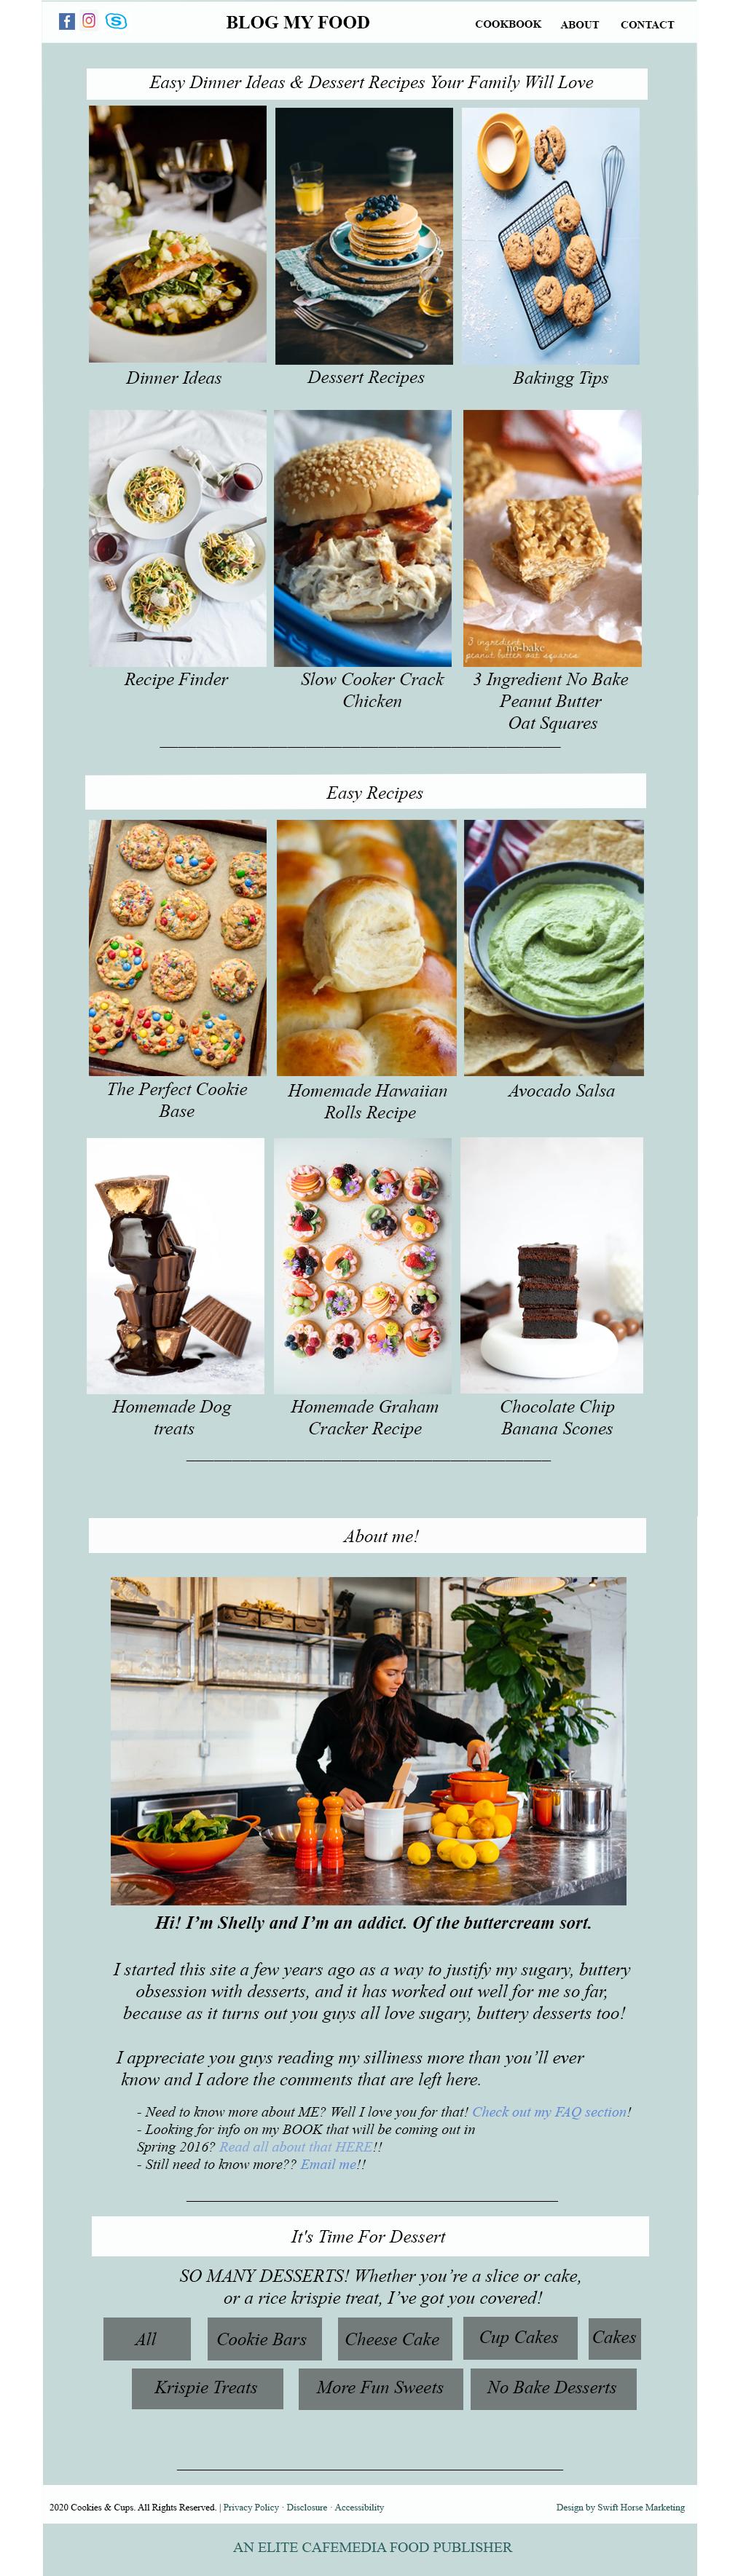 BLOG MY FOOD
COOKBOOK ABOUT CONTACT
Easy Dinner Ideas & Dessert Recipes Your Family Will Love
Dinner Ideas
Dessert Recipes
Bakingg Tips
3 ingredient
no-bake
peanut butter oat squares
Recipe Finder
Slow Cooker Crack
Chicken
3 Ingredient No Bake
Peanut Butter
Oat Squares
Easy Recipes
The Perfect Cookie
Base
Homemade Hawaiian
Rolls Recipe
Avocado Salsa
Homemade Dog
treats
Homemade Graham
Cracker Recipe
Chocolate Chip
Banana Scones
About me!
Hi! I’m Shelly and I’m an addict. Of the buttercream sort.
I started this site a few years ago as a way to justify my sugary, buttery
obsession with desserts, and it has worked out well for me so far,
because as it turns out you guys all love sugary, buttery desserts too!
I appreciate you guys reading my silliness more than you’ll ever
know and I adore the comments that are left here.
- Need to know more about ME? Well I love you for that! Check out my FAQ section!
- Looking for info on my BOOK that will be coming out in
Spring 2016? Read all about that HERE!!
- Still need to know more?? Email me!!
It's Time For Dessert
SO MANY DESSERTS! Whether you’re a slice or cake,
or a rice krispie treat, I’ve got you covered!
All Cookie Bars Cheese Cake Cup Cakes Cakes
Krispie Treats More Fun Sweets No Bake Desserts
2020 Cookies & Cups. All Rights Reserved. | Privacy Policy · Disclosure · Accessibility
Design by Swift Horse Marketing
AN ELITE CAFEMEDIA FOOD PUBLISHER